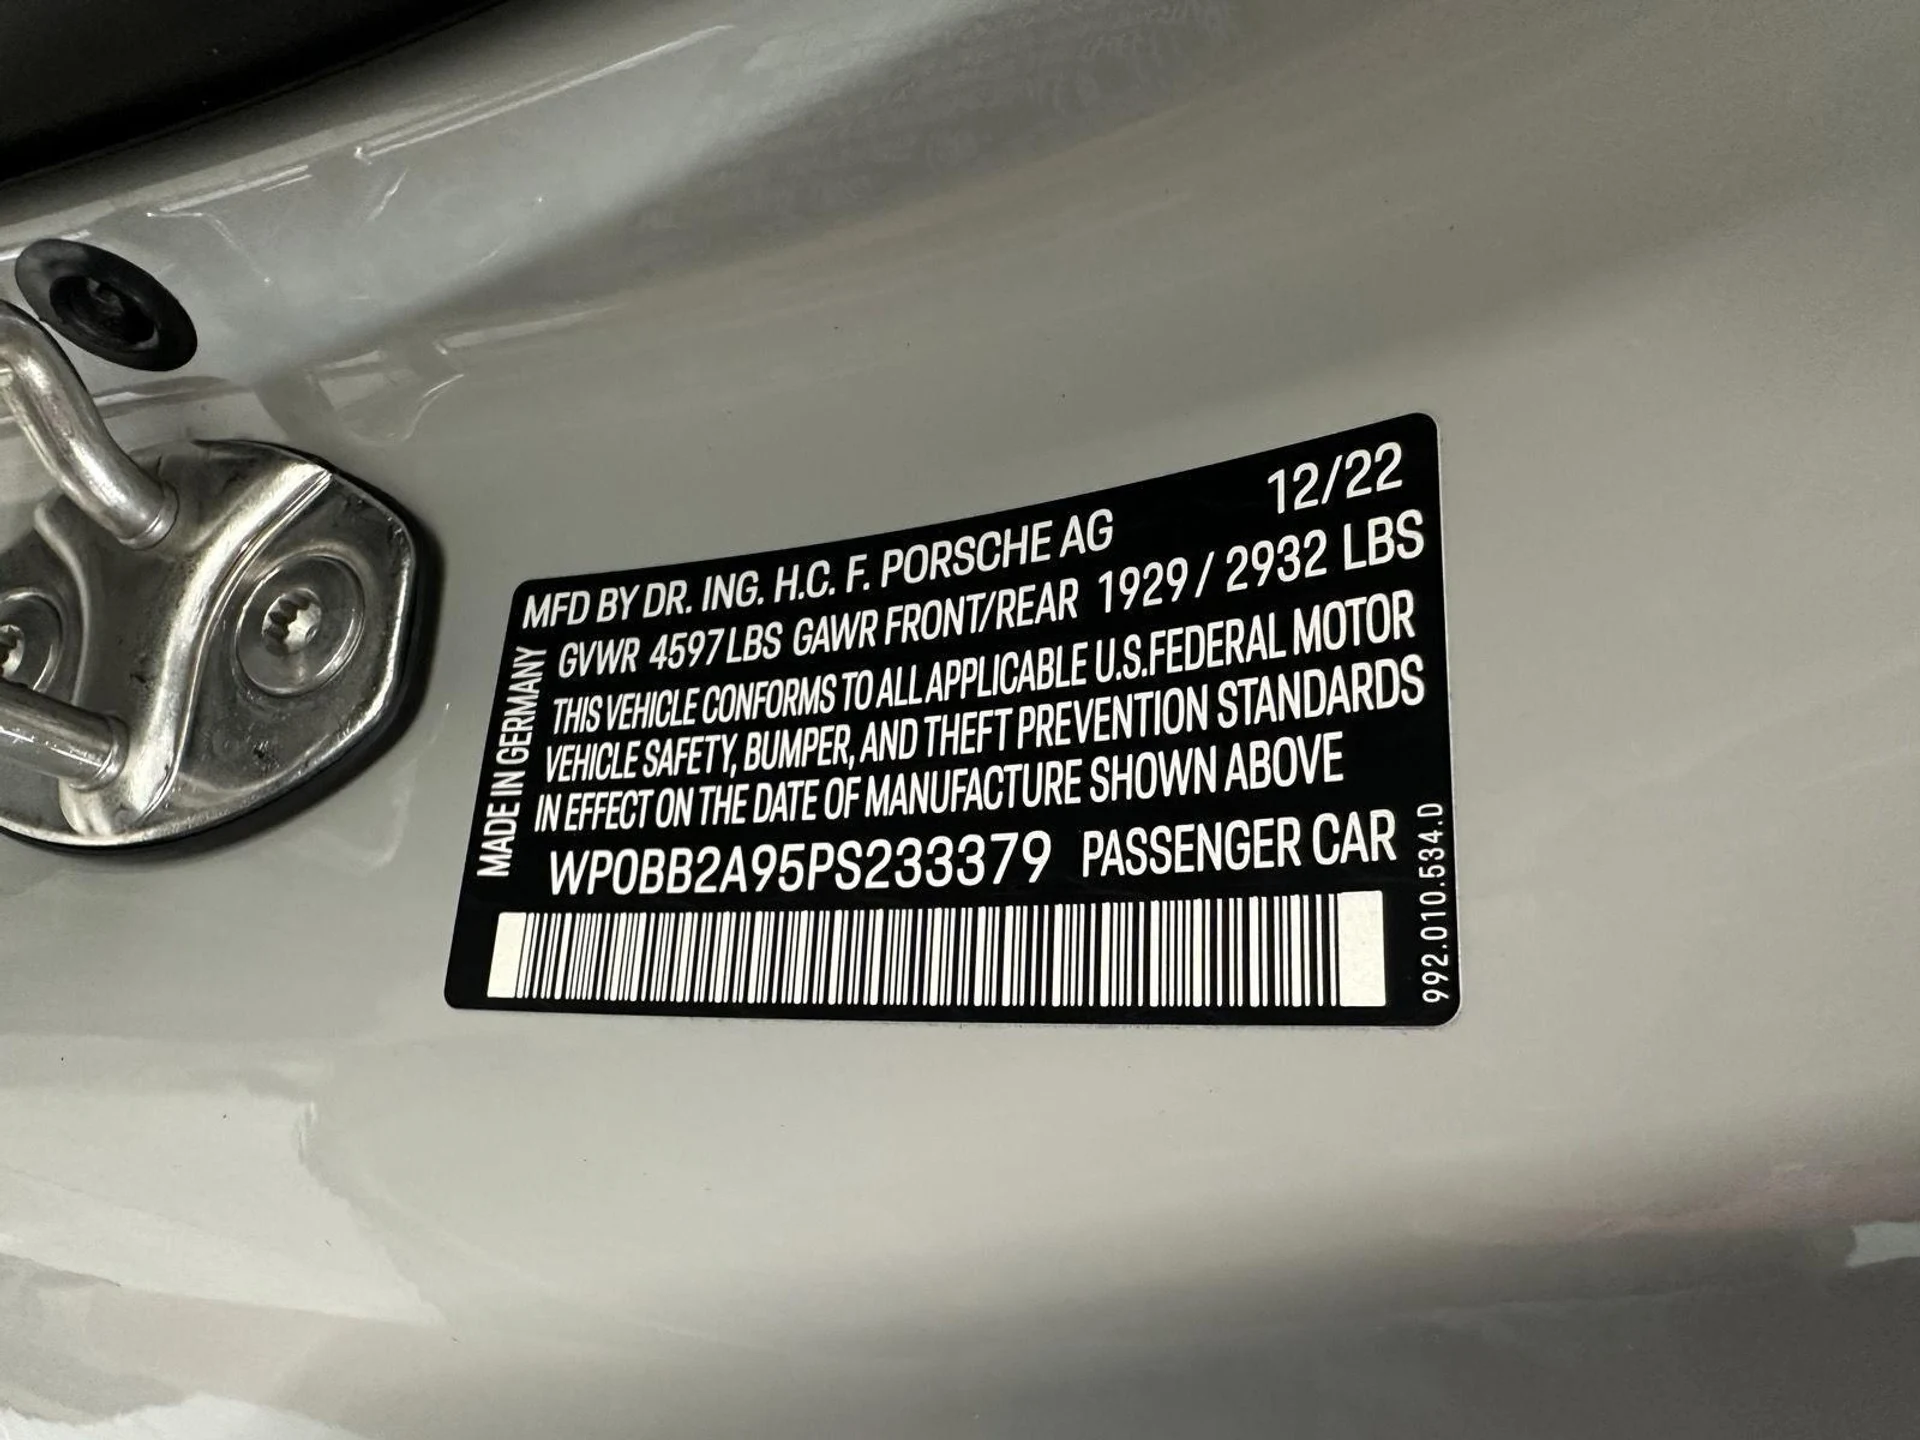 12/22
MFD BY DR. ING. H.C. F. PORSCHE AG
GVWR 4597 LBS GAWR FRONT/REAR 1929 / 2932 LBS
THIS VEHICLE CONFORMS TO ALL APPLICABLE U.S.FEDERAL MOTOR
VEHICLE SAFETY, BUMPER, AND THEFT PREVENTION STANDARDS
IN EFFECT ON THE DATE OF MANUFACTURE SHOWN ABOVE
WP0BB2A95PS233379 PASSENGER CAR
MADE IN GERMANY
992.010.534.D